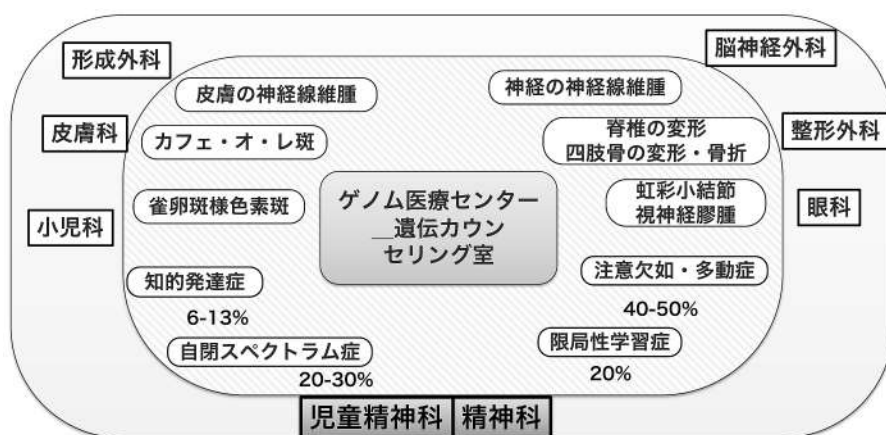 形成外科
脳神経外科
皮膚の神経線維腫
神経の神経線維腫
皮膚科
カフェ・オ・レ斑
脊椎の変形
四肢骨の変形・骨折
整形外科
小児科
雀卵斑様色素斑
ゲノム医療センター
__遺伝カウン
セリング室
虹彩小結節
視神経膠腫
眼科
知的発達症
6-13%
注意欠如・多動症
40-50%
自閉スペクトラム症
20-30%
限局性学習症
20%
児童精神科
精神科